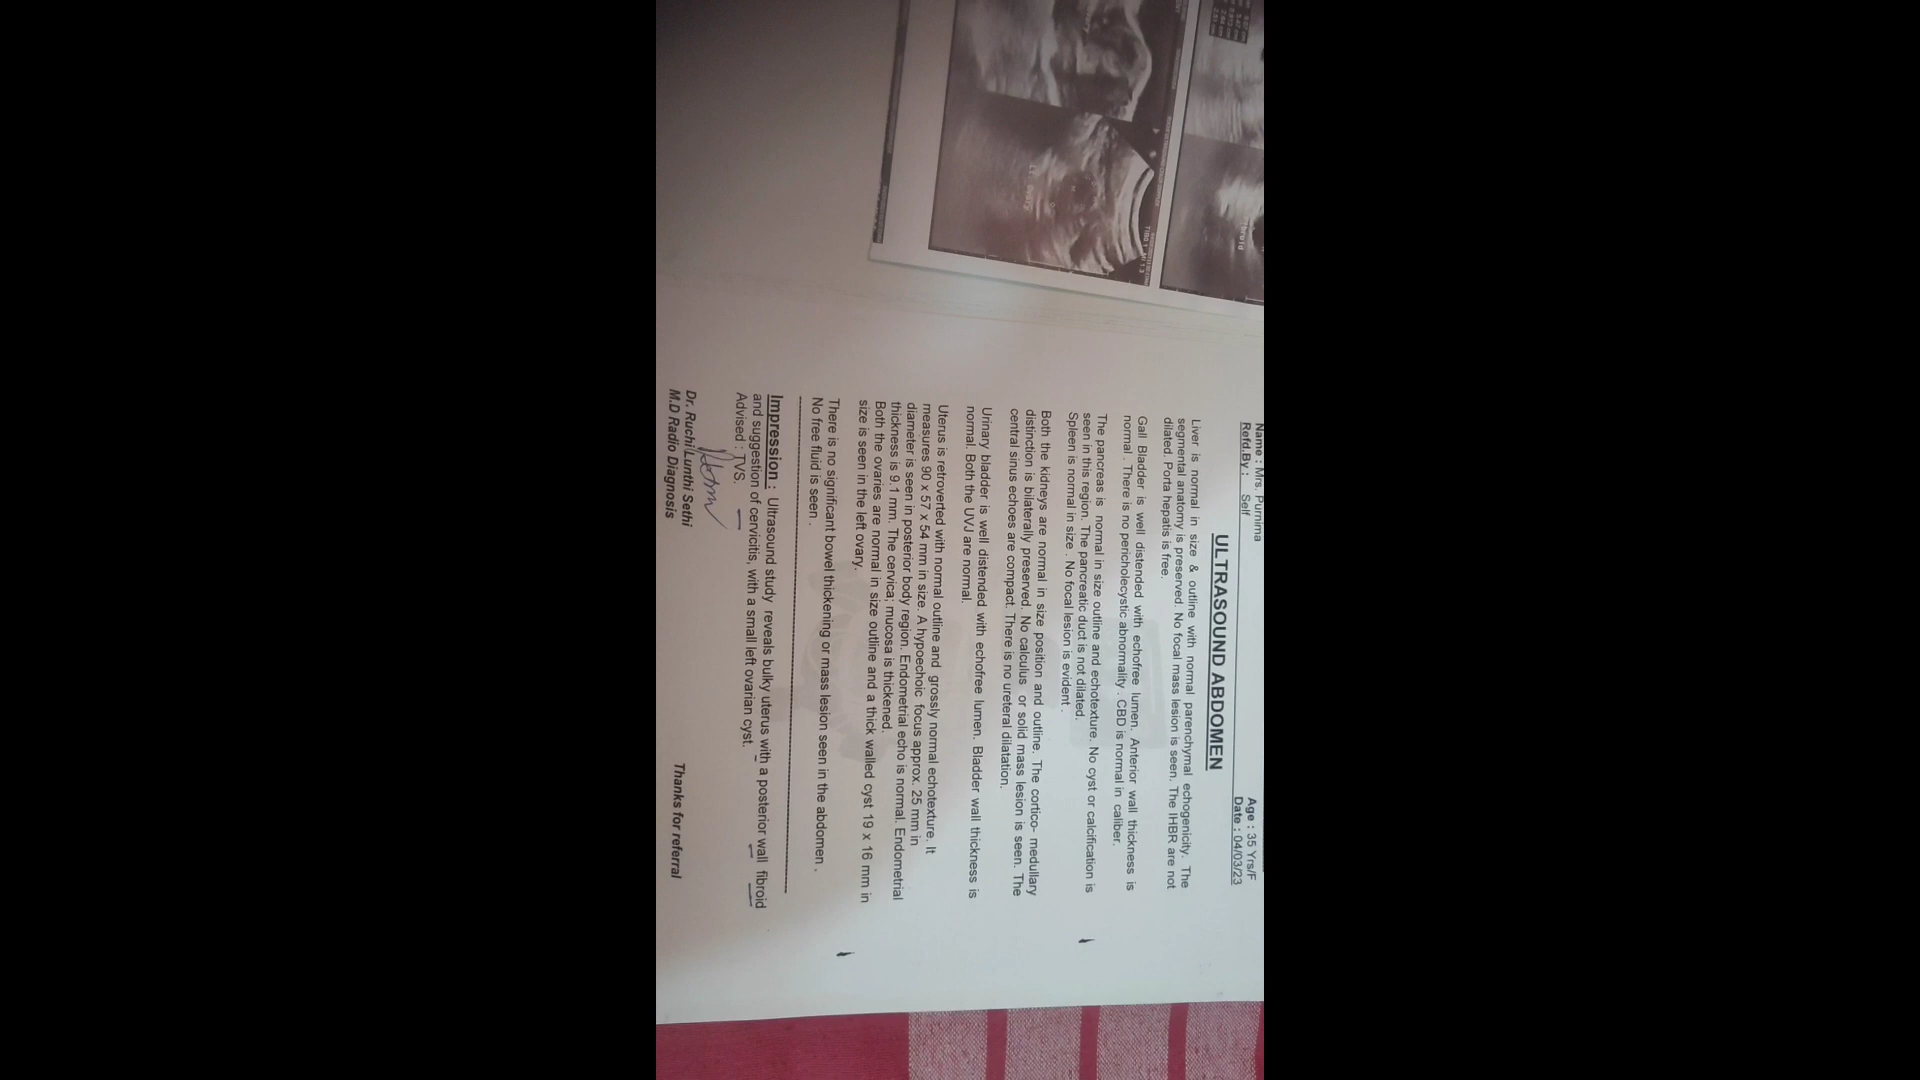 Name : Mrs. Purnima Age : 35 Yrs/F
Refd.By : Self Date : 04/03/23
ULTRASOUND ABDOMEN
Liver is normal in size & outline with normal parenchymal echogenicity. The
segmental anatomy is preserved. No focal mass lesion is seen. The IHBR are not
dilated. Porta hepatis is free.
Gall Bladder is well distended with echofree lumen. Anterior wall thickness is
normal . There is no pericholecystic abnormality . CBD is normal in caliber.
The pancreas is normal in size outline and echotexture. No cyst or calcification is
seen in this region. The pancreatic duct is not dilated.
Spleen is normal in size . No focal lesion is evident .
Both the kidneys are normal in size position and outline. The cortico- medullary
distinction is bilaterally preserved. No calculus or solid mass lesion is seen. The
central sinus echoes are compact. There is no ureteral dilatation.
Urinary bladder is well distended with echofree lumen. Bladder wall thickness is
normal. Both the UVJ are normal.
Uterus is retroverted with normal outline and grossly normal echotexture. It
measures 90 x 57 x 54 mm in size. A hypoechoic focus approx. 25 mm in
diameter is seen in posterior body region. Endometrial echo is normal. Endometrial
thickness is 9.1 mm. The cervica; mucosa is thickened.
Both the ovaries are normal in size outline and a thick walled cyst 19 x 16 mm in
size is seen in the left ovary.
There is no significant bowel thickening or mass lesion seen in the abdomen .
No free fluid is seen .
Impression : Ultrasound study reveals bulky uterus with a posterior wall fibroid
and suggestion of cervicitis, with a small left ovarian cyst.
Advised : TVS.
Dr. Ruchi Lunthi Sethi
M.D Radio Diagnosis Thanks for referral
Lt ovary